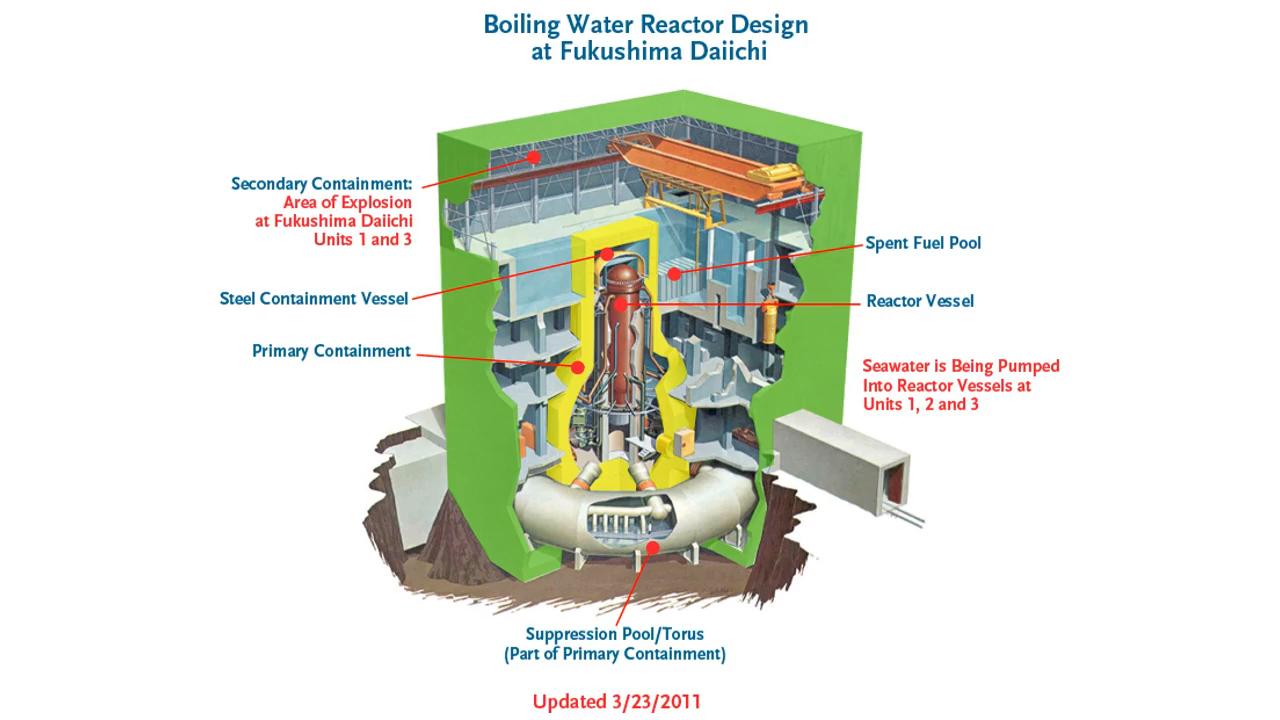 Boiling Water Reactor Design
at Fukushima Daiichi
Secondary Containment:
Area of Explosion
at Fukushima Daiichi
Units 1 and 3
Spent Fuel Pool
Steel Containment Vessel
Reactor Vessel
Primary Containment
Seawater is Being Pumped
Into Reactor Vessels at
Units 1, 2 and 3
Suppression Pool/Torus
(Part of Primary Containment)
Updated 3/23/2011